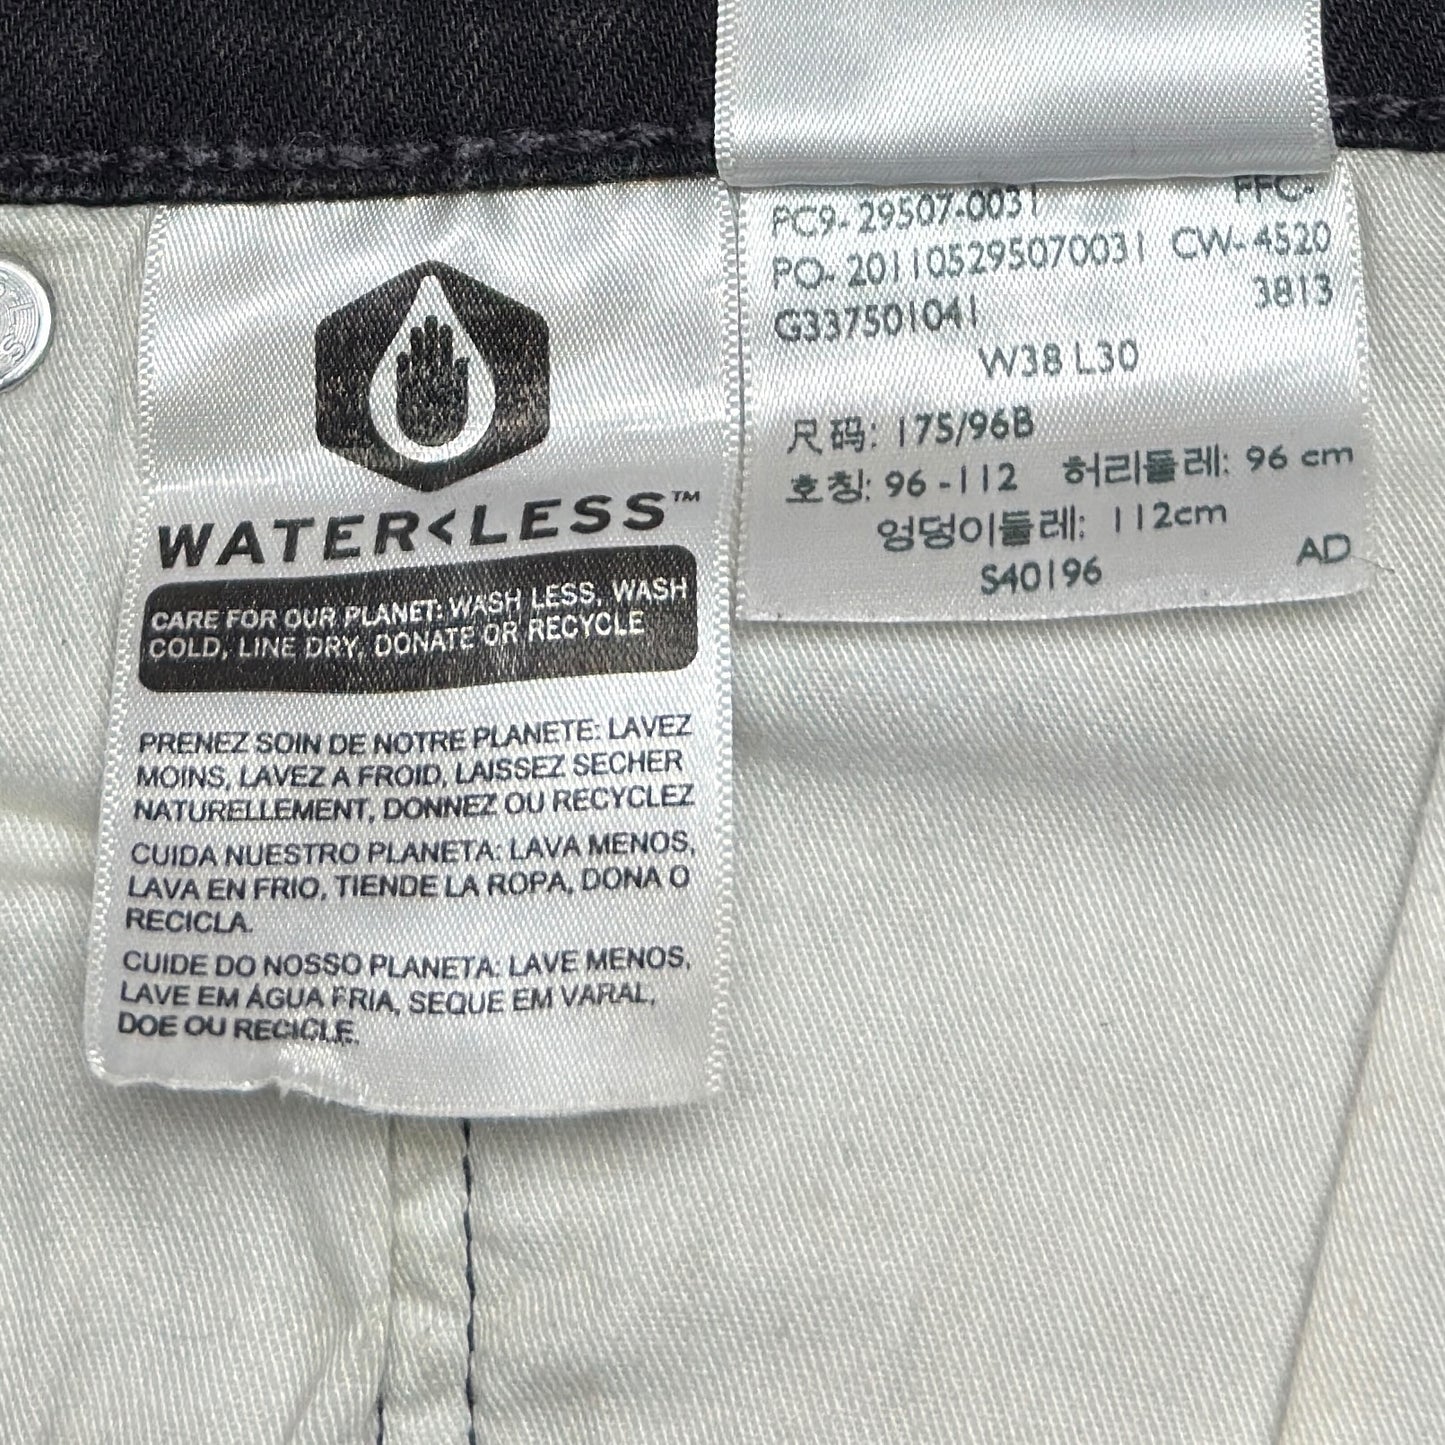 WATER<LESS™
CARE FOR OUR PLANET: WASH LESS, WASH
COLD, LINE DRY, DONATE OR RECYCLE
PRENEZ SOIN DE NOTRE PLANETE: LAVEZ
MOINS, LAVEZ A FROID, LAISSEZ SECHER
NATURELLEMENT, DONNEZ OU RECYCLEZ
CUIDA NUESTRO PLANETA: LAVA MENOS,
LAVA EN FRIO, TIENDE LA ROPA, DONA O
RECICLA.
CUIDE DO NOSSO PLANETA: LAVE MENOS,
LAVE EM ÁGUA FRIA, SEQUE EM VARAL,
DOE OU RECICLE.
PC9-29507-0031 FFC-
PO-201105295070031 CW-4520
G337501041 3813
W38 L30
尺码: 175/96B
호칭: 96-112 허리둘레: 96 cm
엉덩이둘레: 112cm
S40196 AD